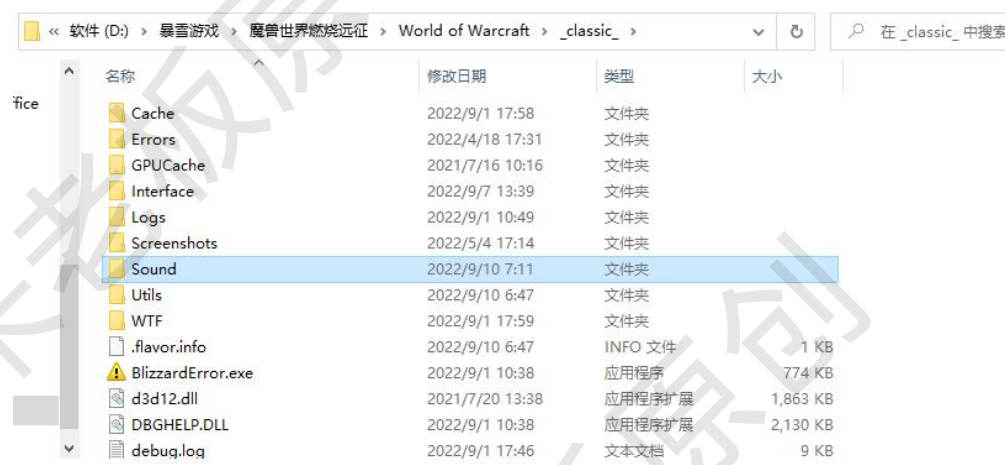 « 软件 (D:) › 暴雪游戏 › 魔兽世界燃烧远征 › World of Warcraft › _classic_ ›
在 _classic_ 中搜索
名称 修改日期 类型 大小
ffice
Cache 2022/9/1 17:58 文件夹
Errors 2022/4/18 17:31 文件夹
GPUCache 2021/7/16 10:16 文件夹
Interface 2022/9/7 13:39 文件夹
Logs 2022/9/1 10:49 文件夹
Screenshots 2022/5/4 17:14 文件夹
Sound 2022/9/10 7:11 文件夹
Utils 2022/9/10 6:47 文件夹
WTF 2022/9/1 17:59 文件夹
.flavor.info 2022/9/10 6:47 INFO 文件 1 KB
BlizzardError.exe 2022/9/1 10:38 应用程序 774 KB
d3d12.dll 2021/7/20 13:38 应用程序扩展 1,863 KB
DBGHELP.DLL 2022/9/1 10:38 应用程序扩展 2,130 KB
debug.log 2022/9/1 17:46 文本文档 9 KB
老板原
原创